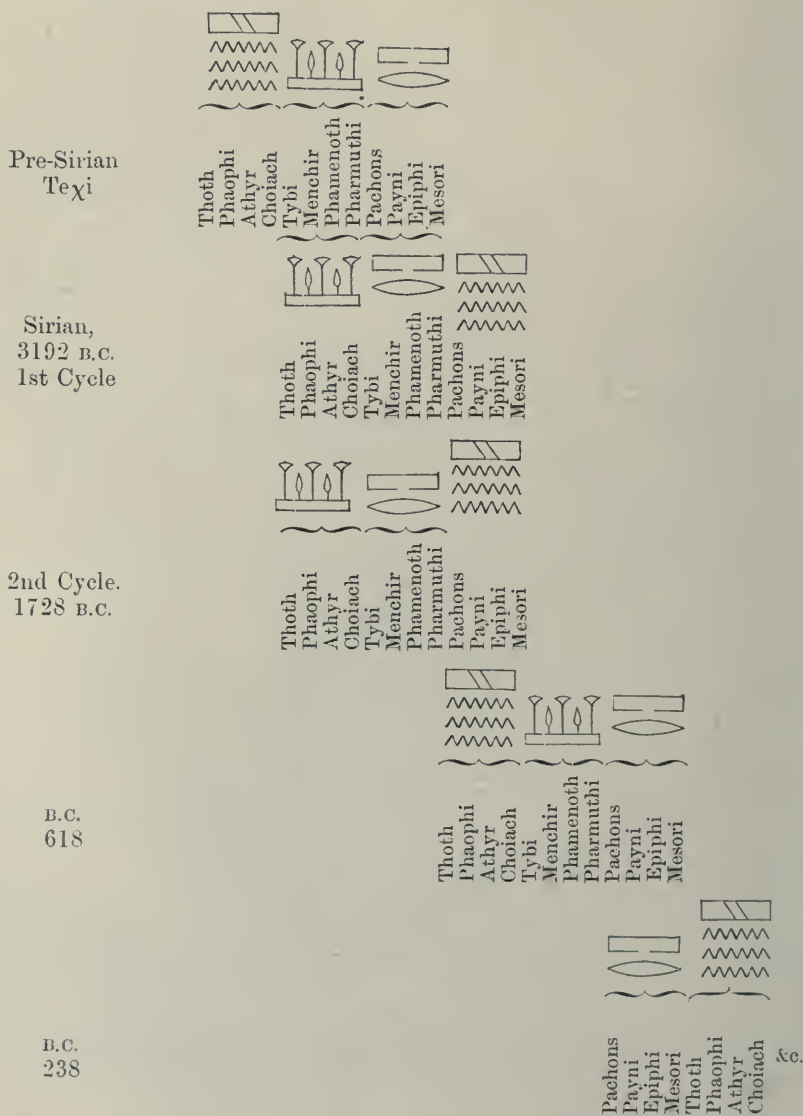 Pre-Sirian
Teχi
Thoth
Phaophi
Athyr
Choiach
Tybi
Menchir
Phamenoth
Pharmuthi
Pachons
Payni
Epiphi
Mesori
Sirian,
3192 B.C.
1st Cycle
Thoth
Phaophi
Athyr
Choiach
Tybi
Menchir
Phamenoth
Pharmuthi
Pachons
Payni
Epiphi
Mesori
2nd Cycle.
1728 B.C.
Thoth
Phaophi
Athyr
Choiach
Tybi
Menchir
Phamenoth
Pharmuthi
Pachons
Payni
Epiphi
Mesori
B.C.
618
Thoth
Phaophi
Athyr
Choiach
Tybi
Menchir
Phamenoth
Pharmuthi
Pachons
Payni
Epiphi
Mesori
B.C.
238
Pachons
Payni
Epiphi
Mesori
Thoth
Phaophi
Athyr
Choiach
&c.